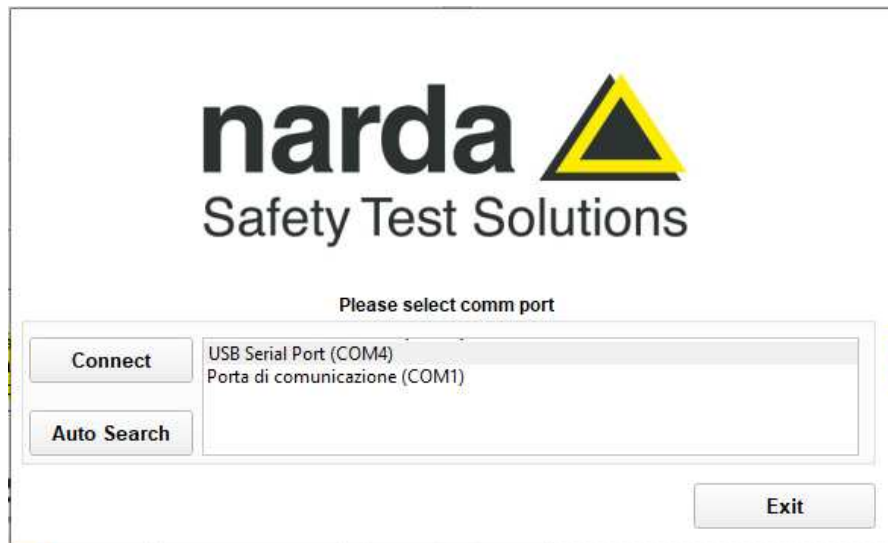 narda
Safety Test Solutions
Please select comm port
Connect
USB Serial Port (COM4)
Porta di comunicazione (COM1)
Auto Search
Exit